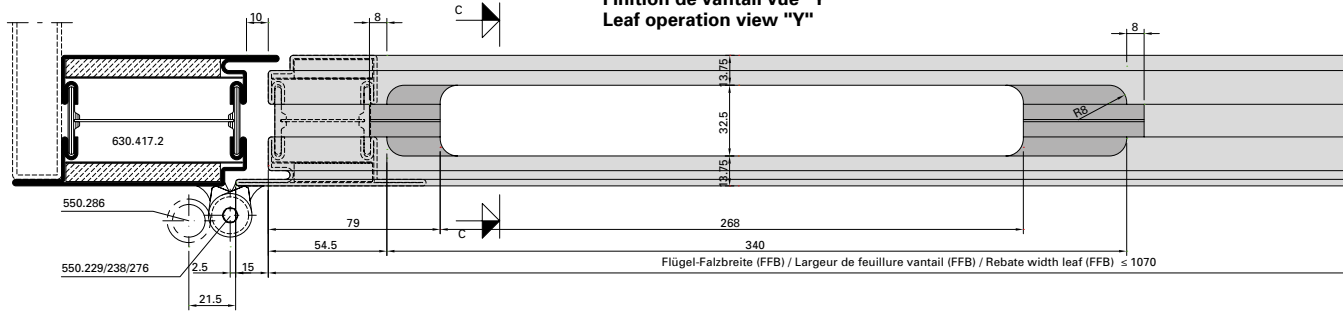 Finition de vantail vue "Y"
Leaf operation view "Y"
C
10
8
8
13.75
32.5
R8
630.417.2
13.75
550.286
C
79
268
54.5
340
550.229/238/276
2.5
15
Flügel-Falzbreite (FFB) / Largeur de feuillure vantail (FFB) / Rebate width leaf (FFB) ≤ 1070
21.5